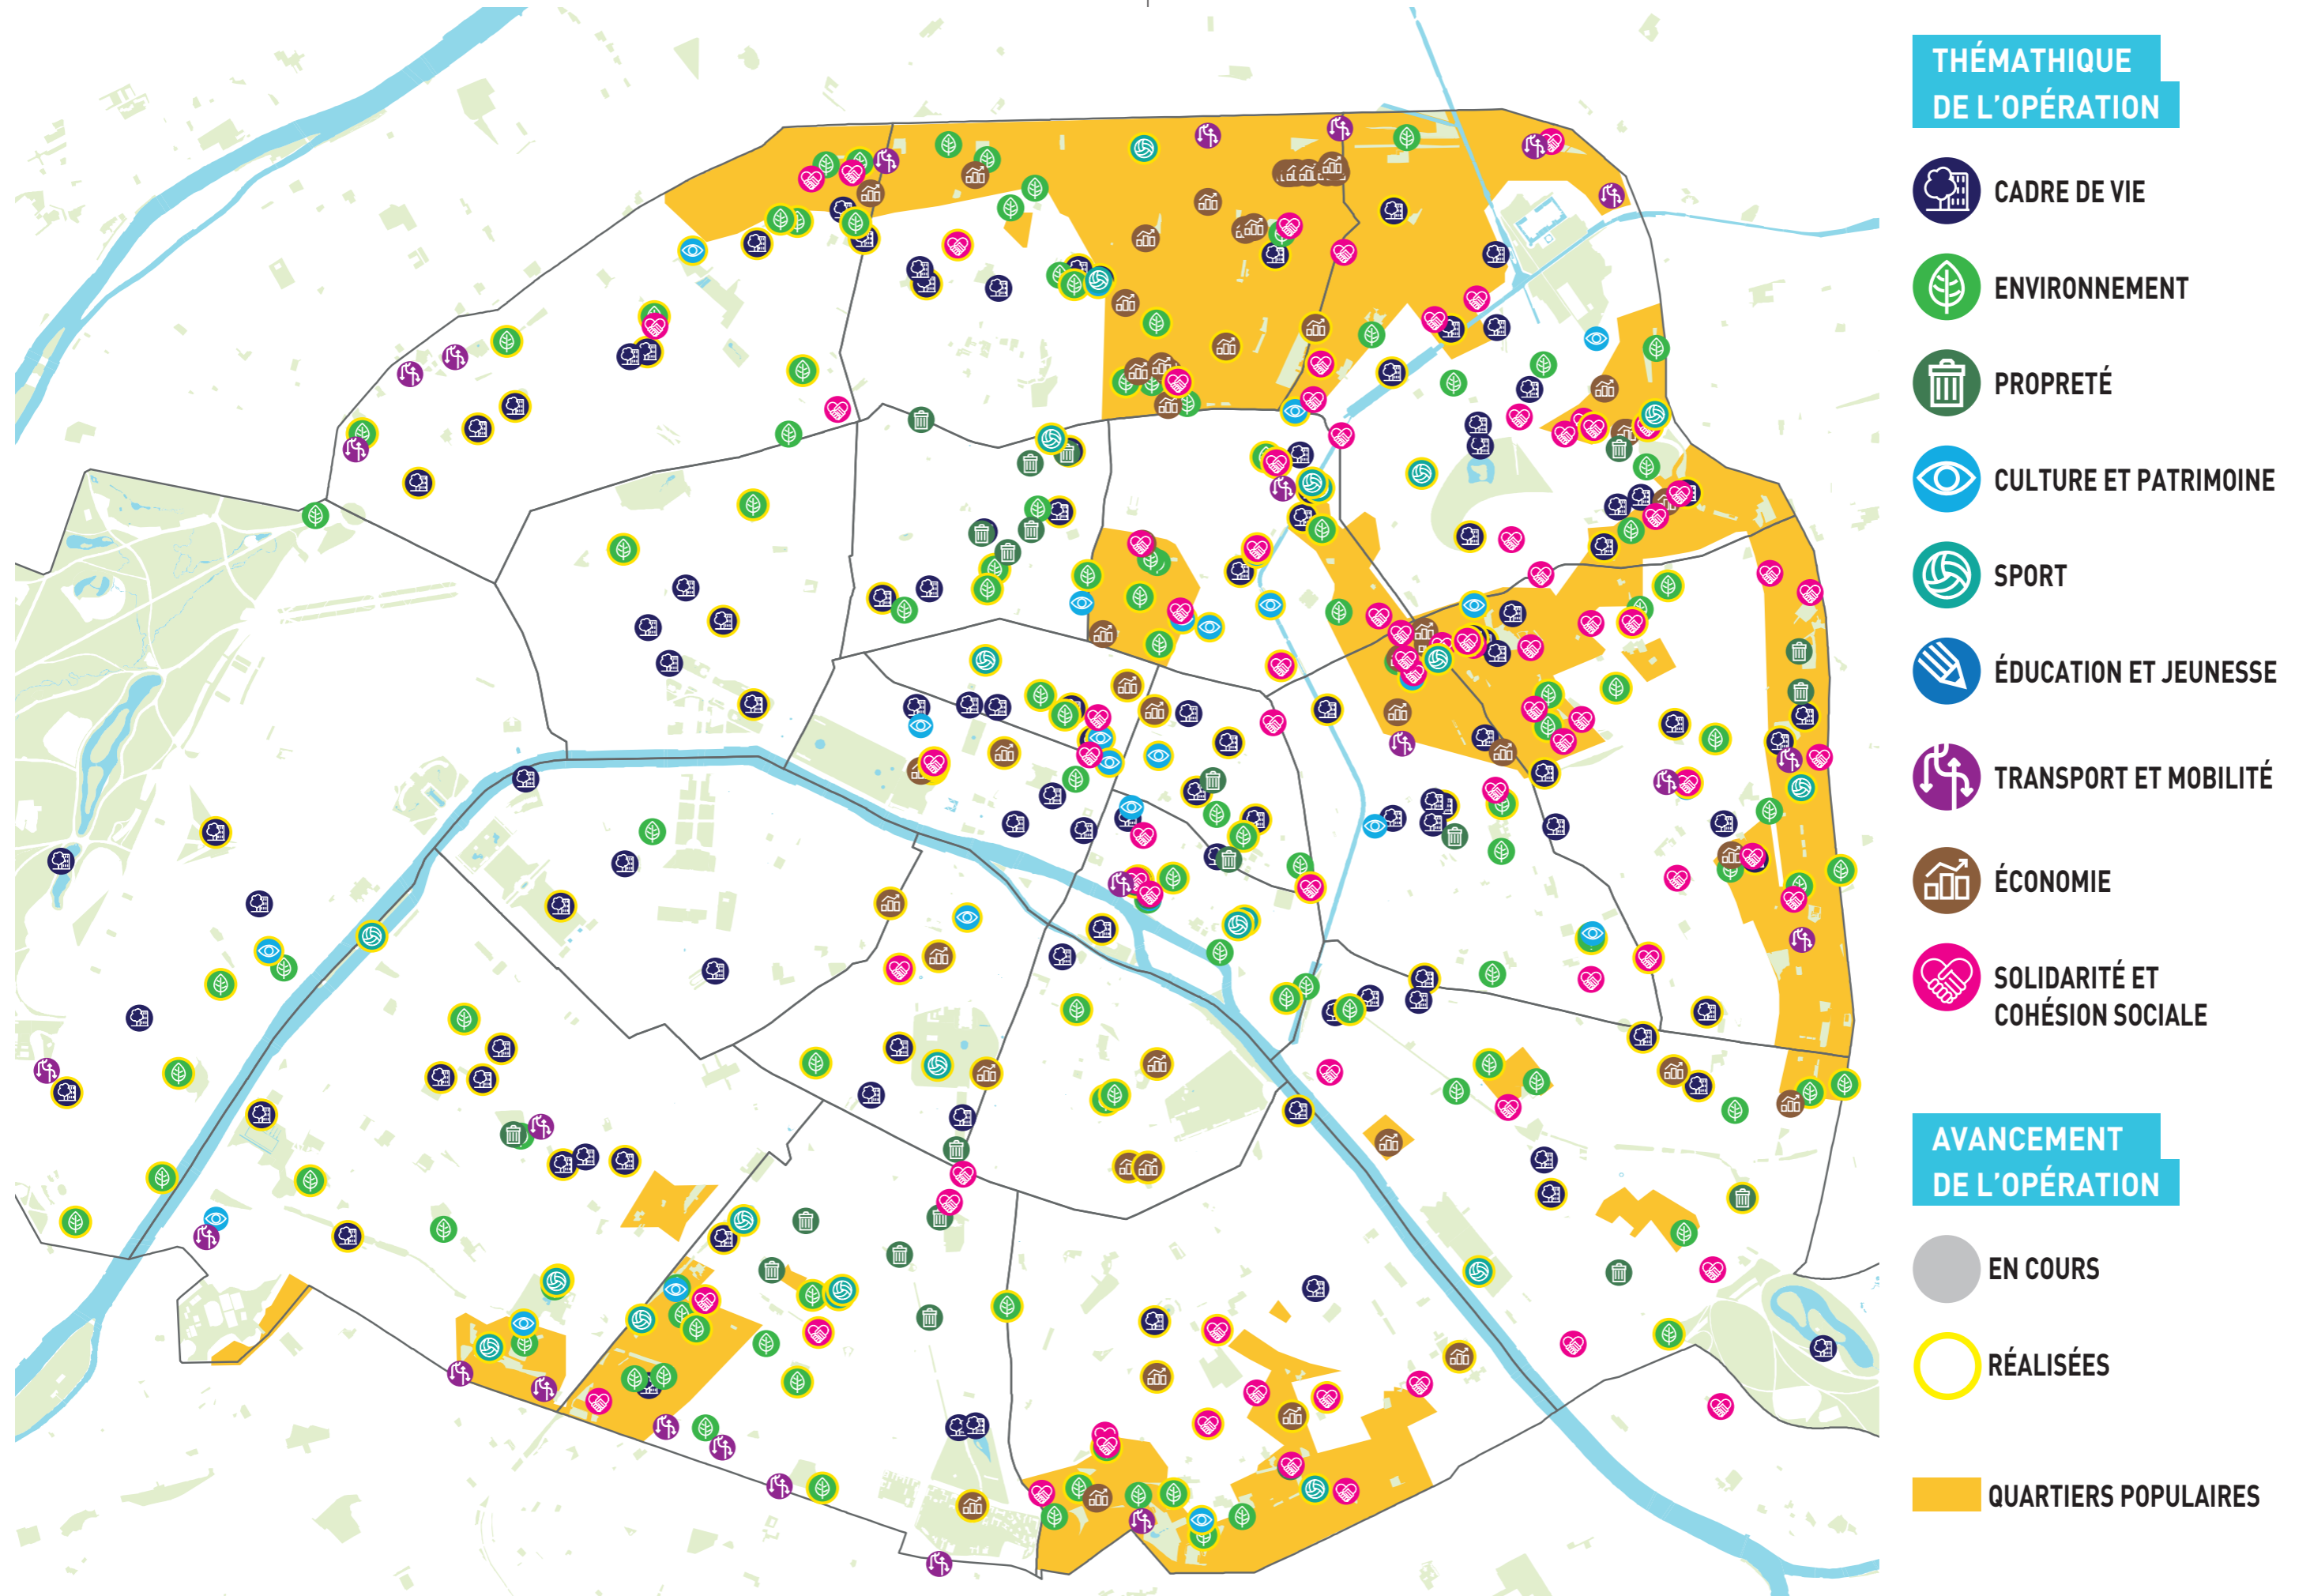 THÉMATHIQUE
DE L'OPÉRATION
CADRE DE VIE
ENVIRONNEMENT
PROPRETÉ
CULTURE ET PATRIMOINE
SPORT
ÉDUCATION ET JEUNESSE
TRANSPORT ET MOBILITÉ
ÉCONOMIE
SOLIDARITÉ ET
COHÉSION SOCIALE
AVANCEMENT
DE L'OPÉRATION
EN COURS
RÉALISÉES
QUARTIERS POPULAIRES